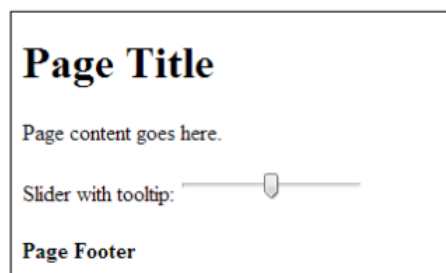 Page Title
Page content goes here.
Slider with tooltip:
Page Footer